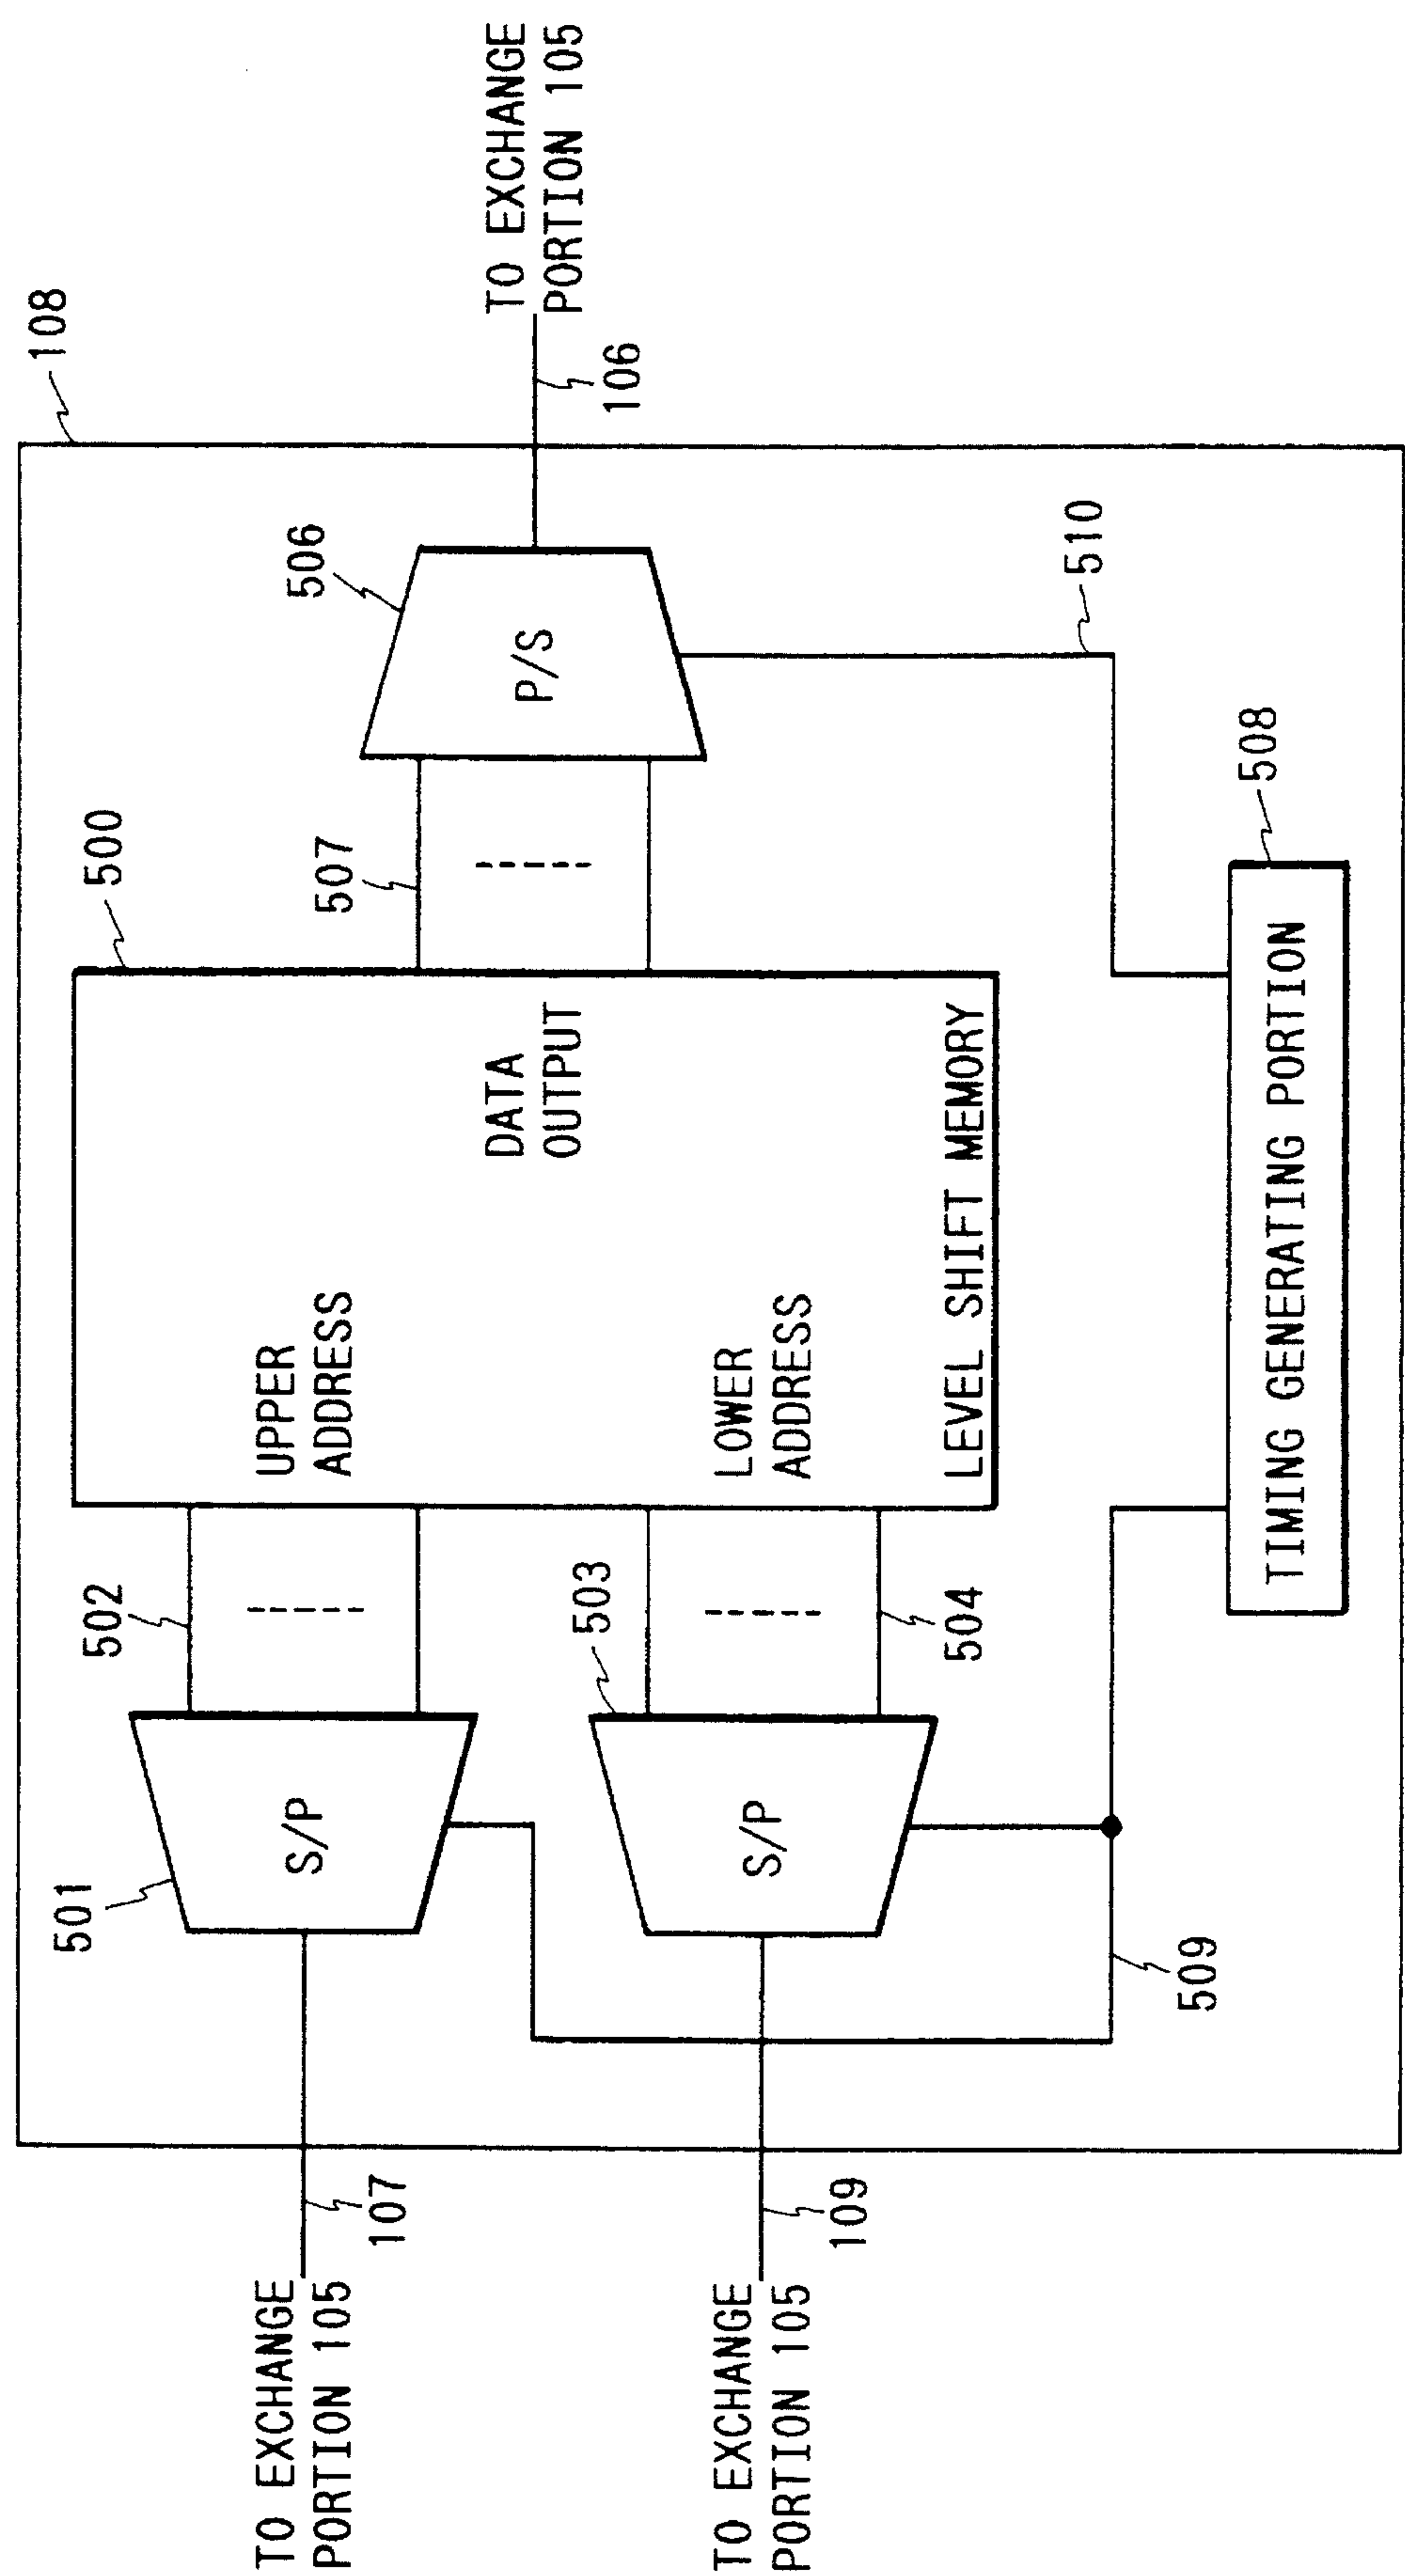 108
TO EXCHANGE
PORTION 105
107
TO EXCHANGE
PORTION 105
109
501
S/P
502
S/P
503
504
509
UPPER
ADDRESS
LOWER
ADDRESS
DATA
OUTPUT
LEVEL SHIFT MEMORY
500
507
P/S
506
510
TIMING GENERATING PORTION
508
TO EXCHANGE
PORTION 105
106